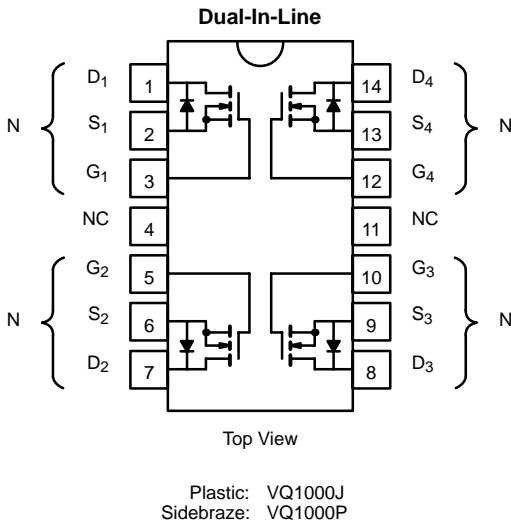 Dual-In-Line
N D1 1 14 D4 N
S1 2 13 S4
G1 3 12 G4
NC 4 11 NC
G2 5 10 G3
N S2 6 9 S3 N
D2 7 8 D3
Top View
Plastic: VQ1000J
Sidebraze: VQ1000P